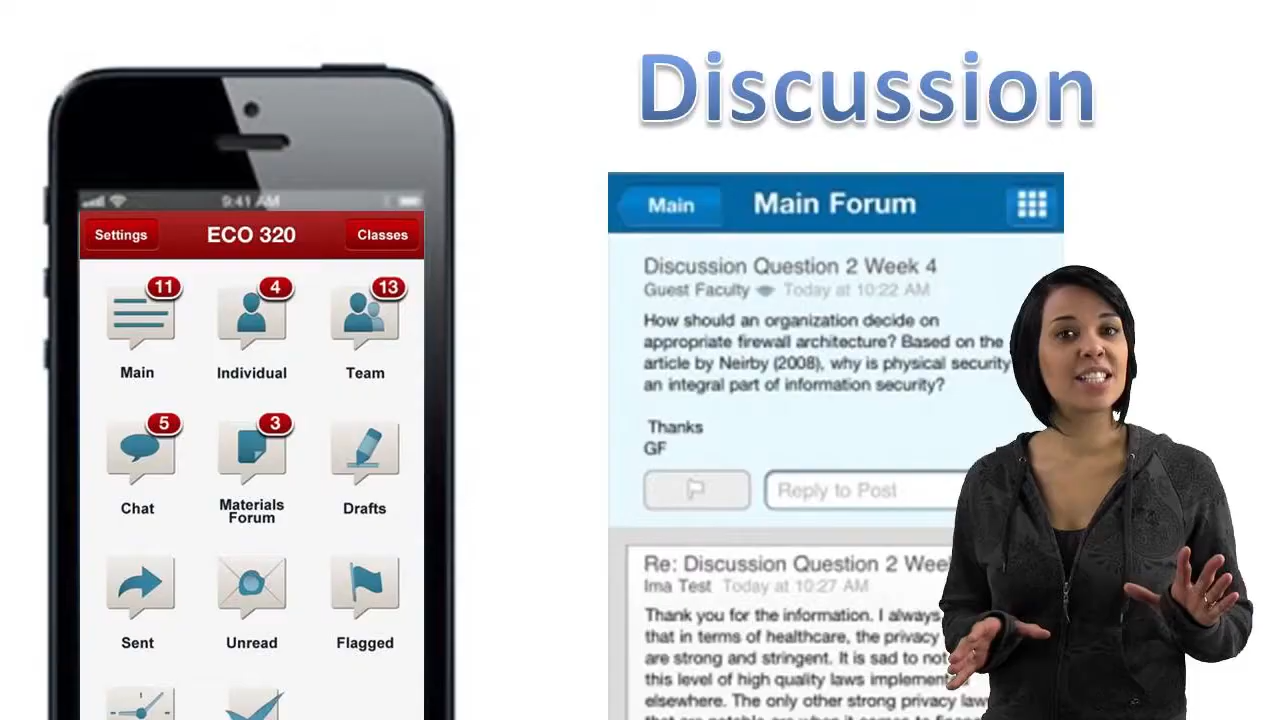 Discussion
9:41 AM
Settings
ECO 320
Classes
11
4
13
Main
Individual
Team
5
3
Chat
Materials
Forum
Drafts
Sent
Unread
Flagged
Main
Main Forum
Discussion Question 2 Week 4
Guest Faculty
Today at 10:22 AM
How should an organization decide on
appropriate firewall architecture? Based on the
article by Neirby (2008), why is physical security
an integral part of information security?
Thanks
GF
Reply to Post
Re: Discussion Question 2 Wee
Ima Test Today at 10:27 AM
Thank you for the information. I always
that in terms of healthcare, the privacy
are strong and stringent. It is sad to not
this level of high quality laws implement
elsewhere. The only other strong privacy law